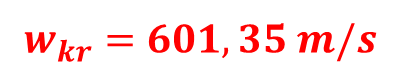 w_kr = 601,35 m/s